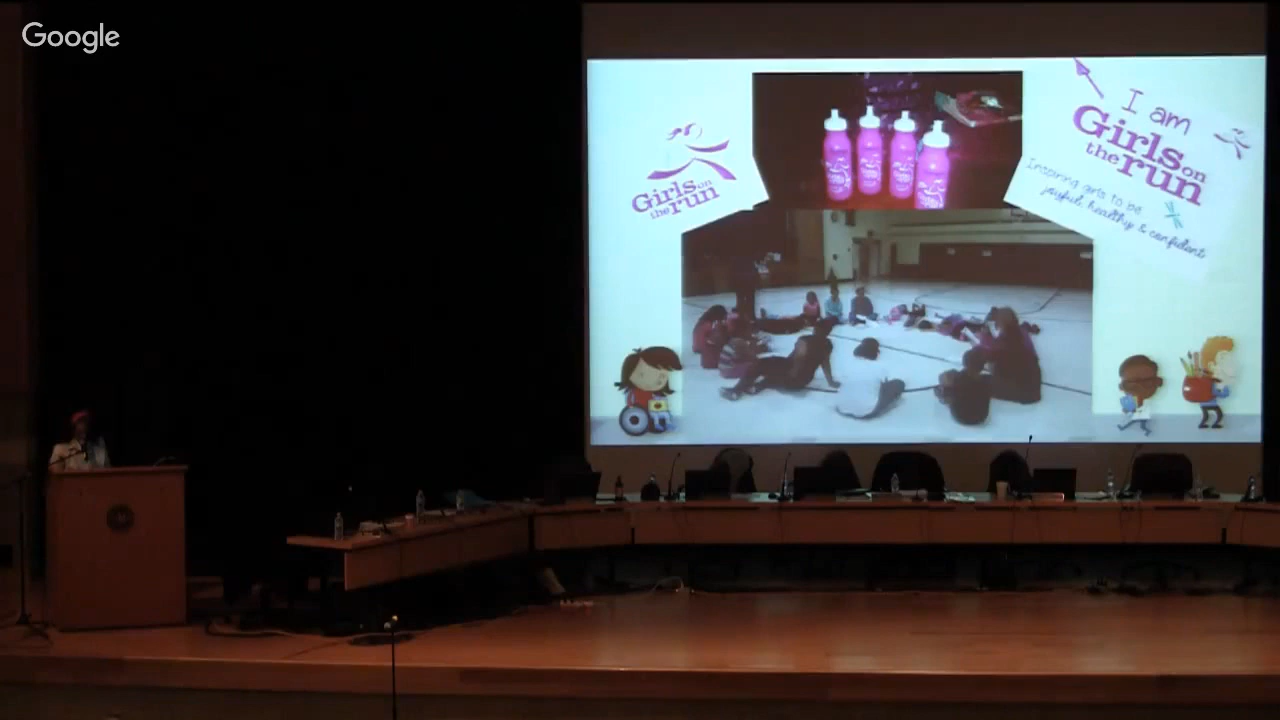 Google
Girls on
the run
I am
Girls on
the run
Inspiring girls to be
joyful, healthy & confident